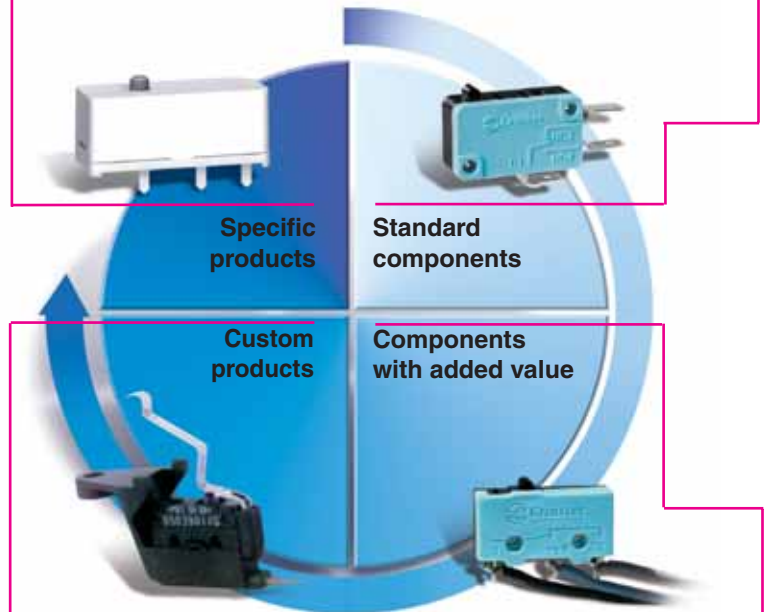 Specific
products
Standard
components
Custom
products
Components
with added value